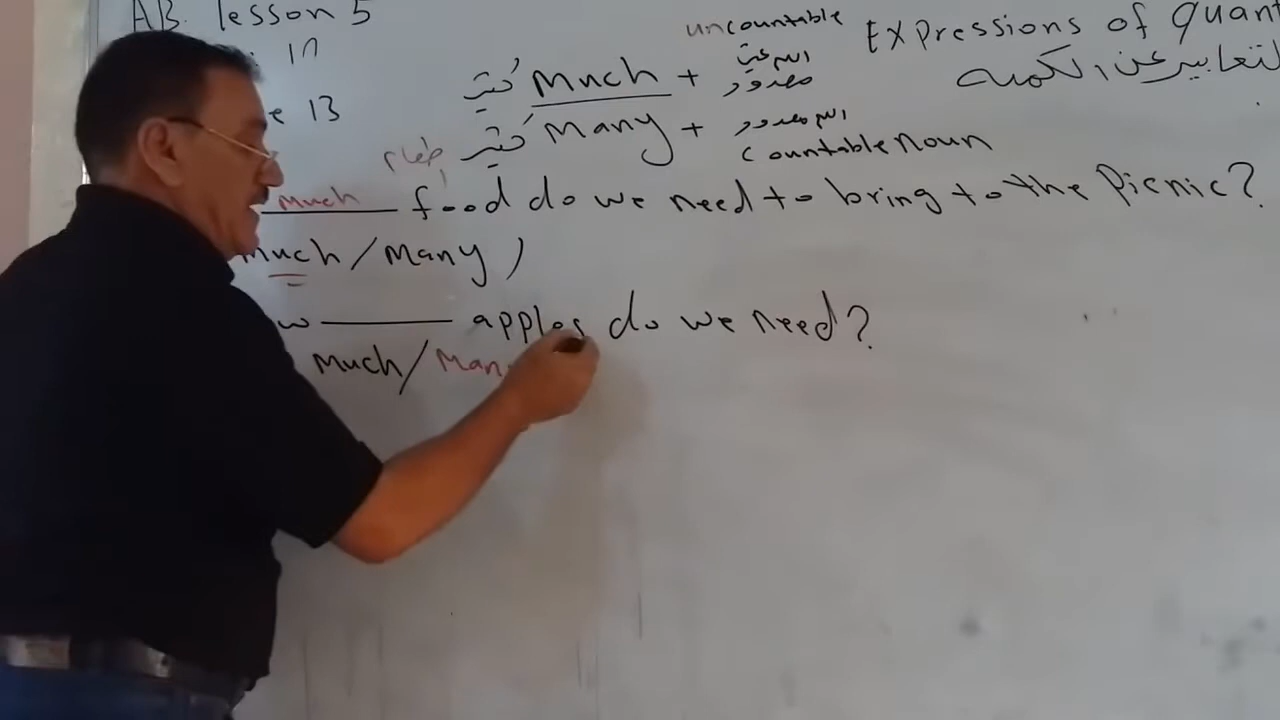 AB. lesson 5
Expressions of Quant
لتعابير عن الكمية
uncountable
اسم غير
معدود
كثير Much +
كثير Many + اسم معدود
countable Noun
13
طعام
Much food do we need to bring to the Picnic?
Much / Many )
w ______ apples do we need?
Much / Man